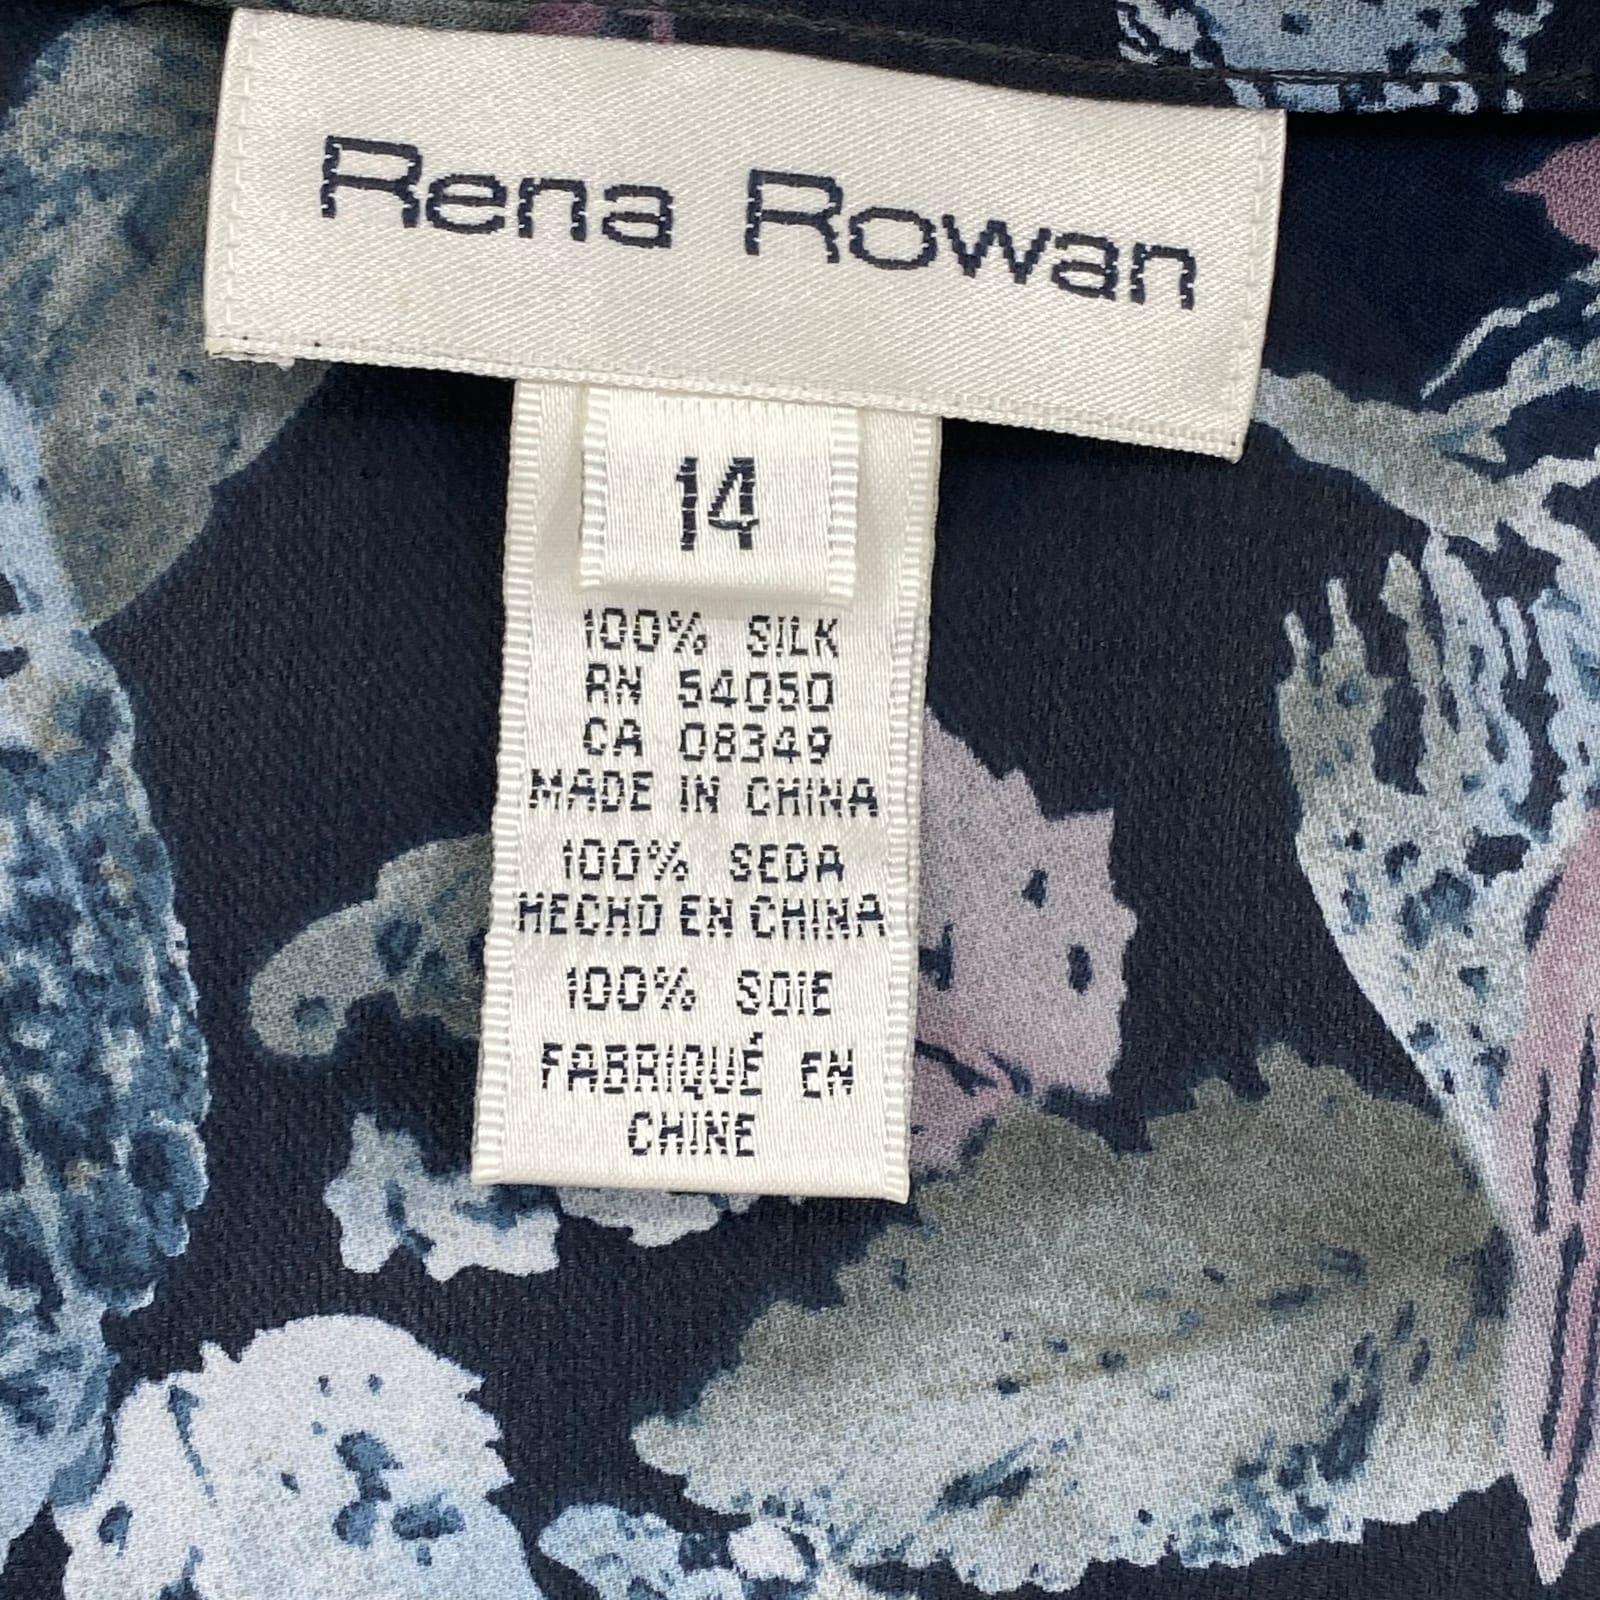 Rena Rowan
14
100% SILK
RN 54050
CA 08349
MADE IN CHINA
100% SEDA
HECHO EN CHINA
100% SOIE
FABRIQUÉ EN
CHINE